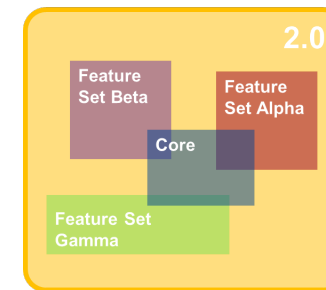 2.0
Feature
Set Beta
Feature
Set Alpha
Core
Feature Set
Gamma